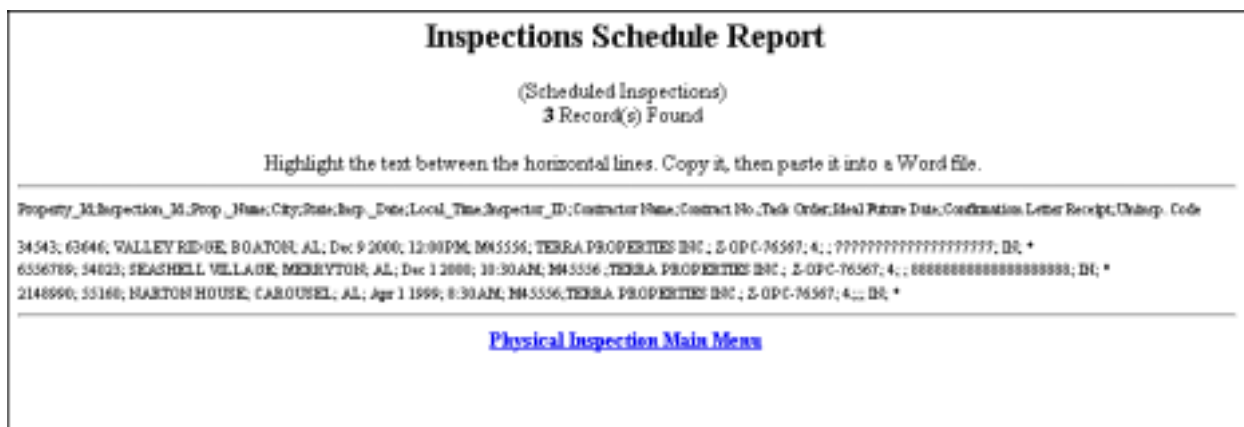 Inspections Schedule Report
(Scheduled Inspections)
3 Record(s) Found
Highlight the text between the horizontal lines. Copy it, then paste it into a Word file.
Property_Id;Inspection_Id;Prop._Name;City;State;Insp._Date;Local_Time;Inspector_ID;Contractor Name;Contract No.;Task Order;Ideal Future Date;Confirmation Letter Receipt;Uninsp. Code
34543; 63646; VALLEY RIDGE; BOATON; AL; Dec 9 2000; 12:00PM; M45556; TERRA PROPERTIES INC.; Z-OPC-76567; 4; ; ????????????????????; IN; *
6556789; 54023; SEASHELL VILLAGE; MERRYTON; AL; Dec 1 2000; 10:30AM; M45556 ;TERRA PROPERTIES INC.; Z-OPC-76567; 4; ; 88888888888888888888; IN; *
2148990; 55160; NARTON HOUSE; CAROUSEL; AL; Apr 1 1999; 8:30AM; M45556;TERRA PROPERTIES INC.; Z-OPC-76567; 4;;; IN; *
Physical Inspection Main Menu